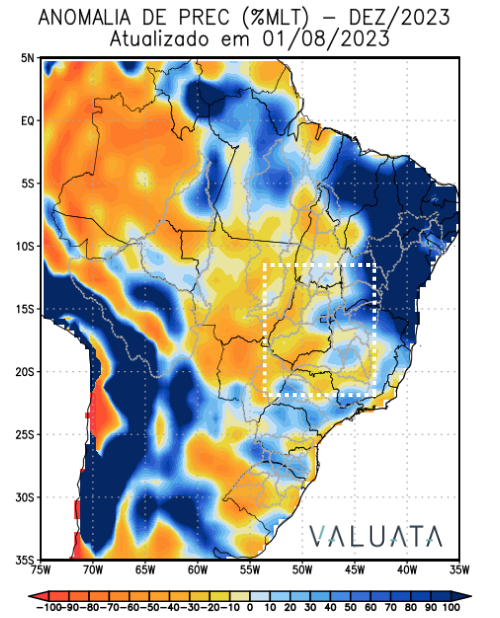 ANOMALIA DE PREC (%MLT) – DEZ/2023
Atualizado em 01/08/2023
5N
EQ
5S
10S
15S
20S
25S
30S
35S
VALUATA
75W 70W 65W 60W 55W 50W 45W 40W 35W
-100 -90 -80 -70 -60 -50 -40 -30 -20 -10 0 10 20 30 40 50 60 70 80 90 100